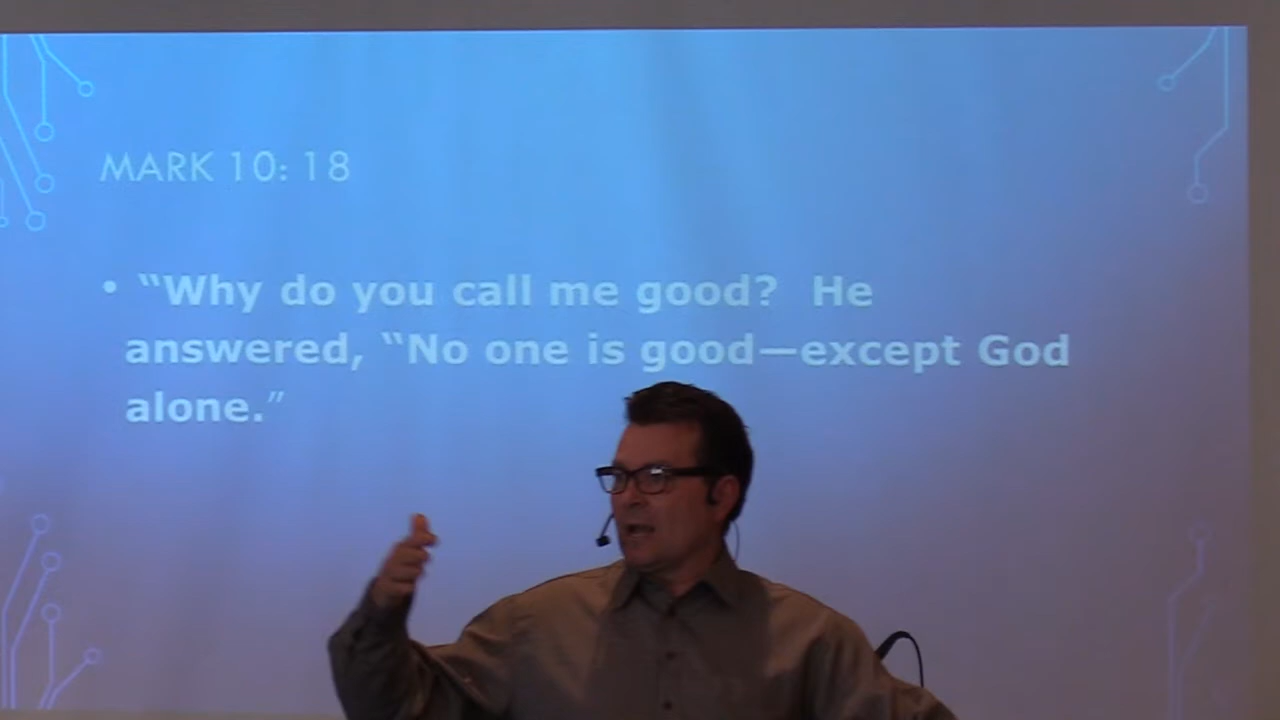 MARK 10: 18
• “Why do you call me good?  He
answered, “No one is good—except God
alone.”